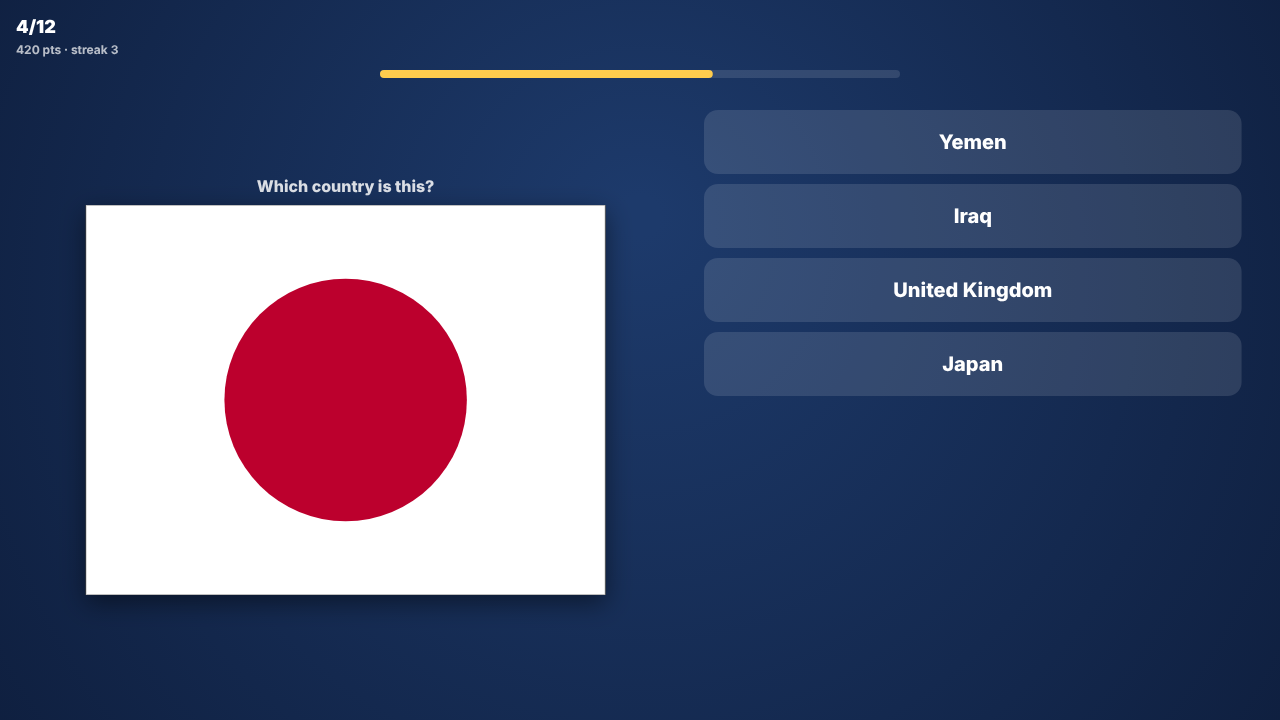 4/12
420 pts · streak 3
Which country is this?
Yemen
Iraq
United Kingdom
Japan